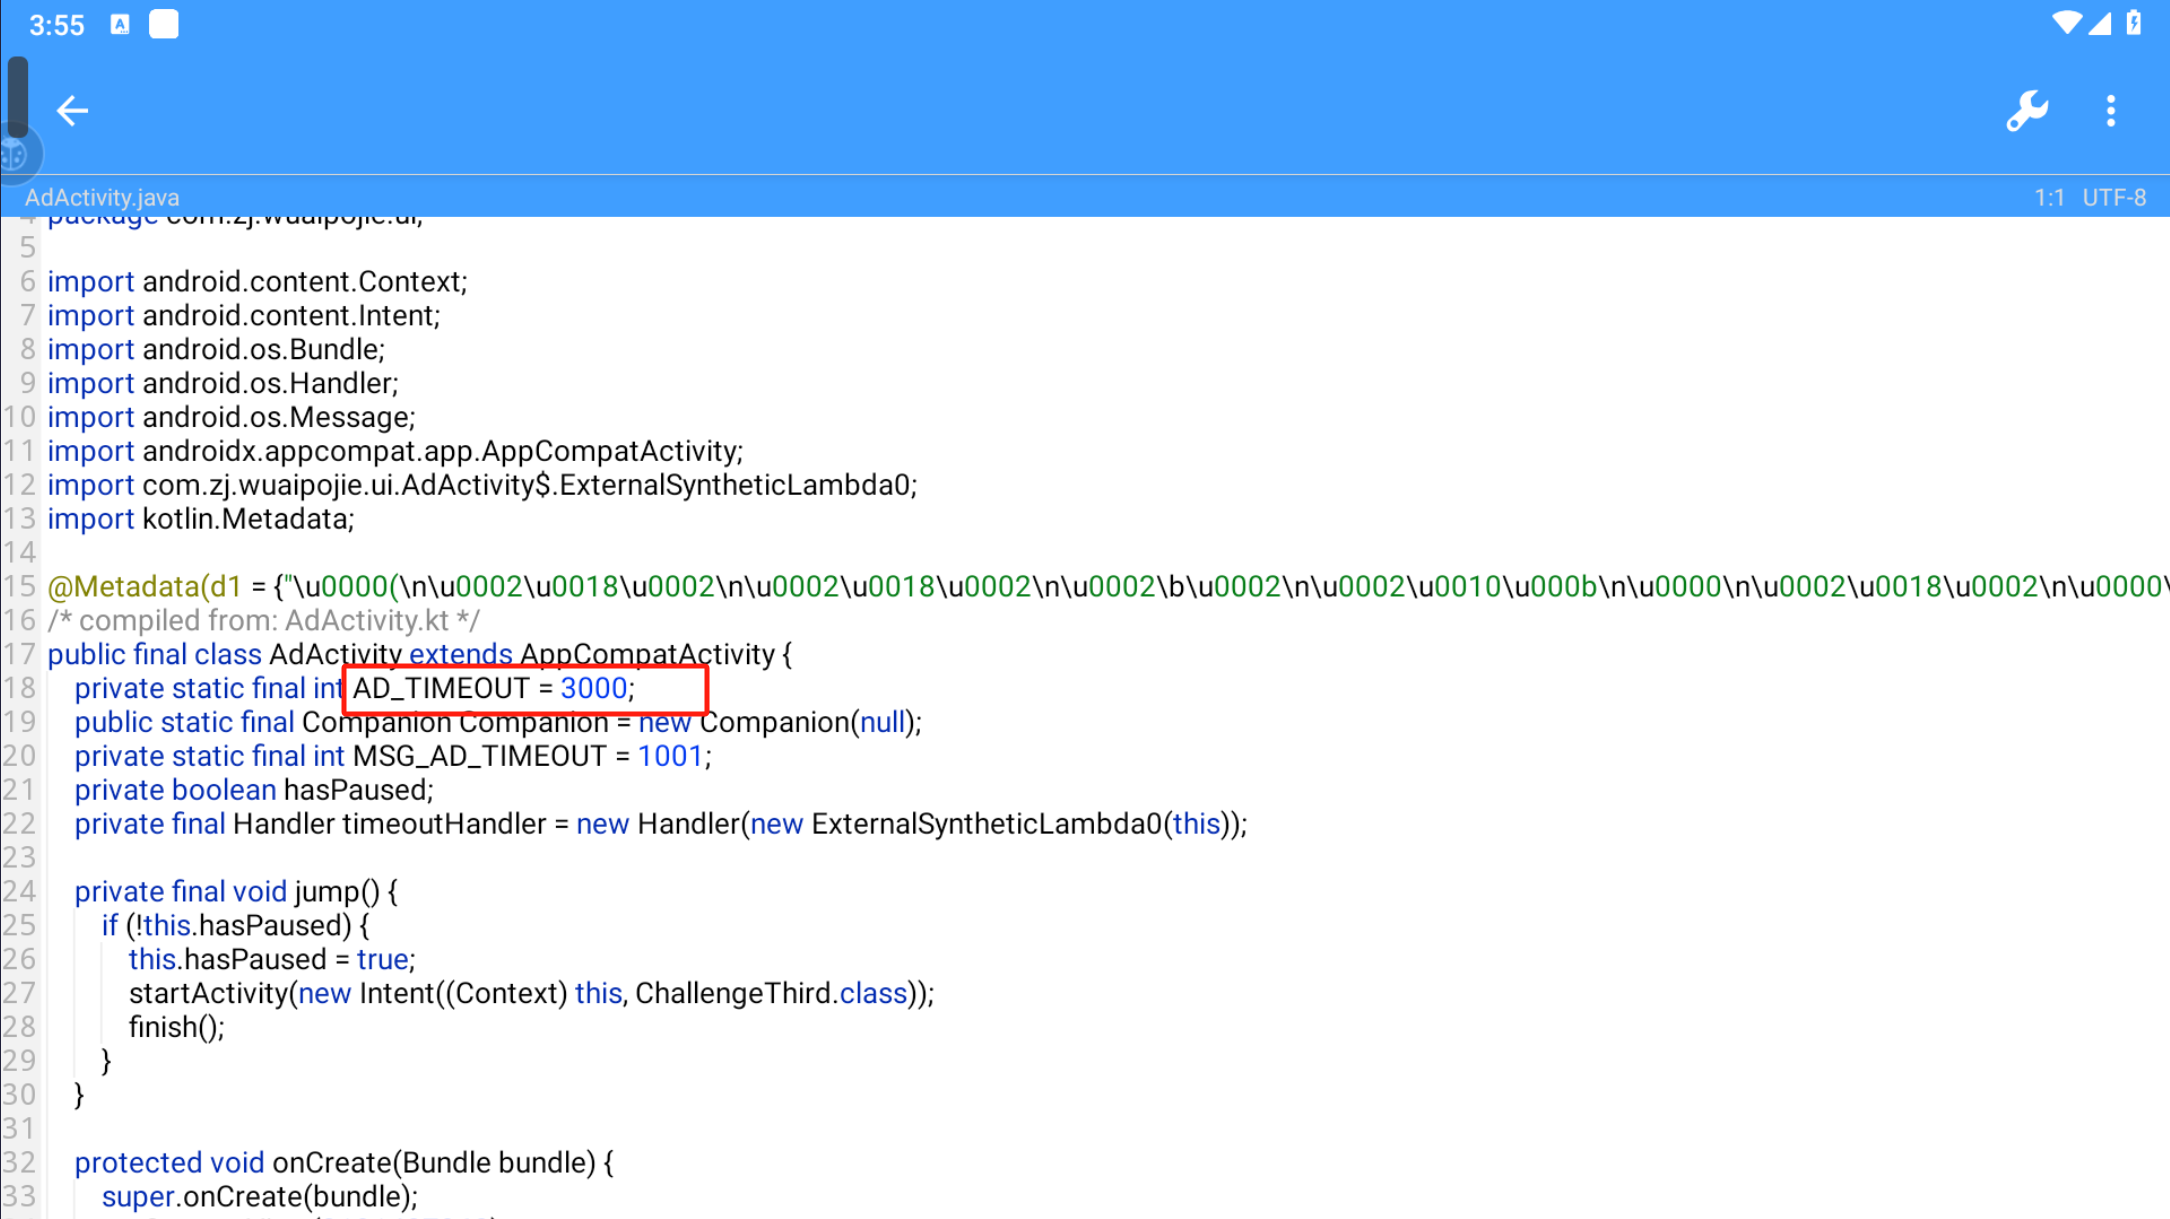 3:55
AdActivity.java 1:1 UTF-8
4 package com.zj.wuaipojie.ui;
5
6 import android.content.Context;
7 import android.content.Intent;
8 import android.os.Bundle;
9 import android.os.Handler;
10 import android.os.Message;
11 import androidx.appcompat.app.AppCompatActivity;
12 import com.zj.wuaipojie.ui.AdActivity$.ExternalSyntheticLambda0;
13 import kotlin.Metadata;
14
15 @Metadata(d1 = {"\u0000(\n\u0002\u0018\u0002\n\u0002\u0018\u0002\n\u0002\b\u0002\n\u0002\u0010\u000b\n\u0000\n\u0002\u0018\u0002\n\u0000\
16 /* compiled from: AdActivity.kt */
17 public final class AdActivity extends AppCompatActivity {
18 private static final int AD_TIMEOUT = 3000;
19 public static final Companion Companion = new Companion(null);
20 private static final int MSG_AD_TIMEOUT = 1001;
21 private boolean hasPaused;
22 private final Handler timeoutHandler = new Handler(new ExternalSyntheticLambda0(this));
23
24 private final void jump() {
25 if (!this.hasPaused) {
26 this.hasPaused = true;
27 startActivity(new Intent((Context) this, ChallengeThird.class));
28 finish();
29 }
30 }
31
32 protected void onCreate(Bundle bundle) {
33 super.onCreate(bundle);